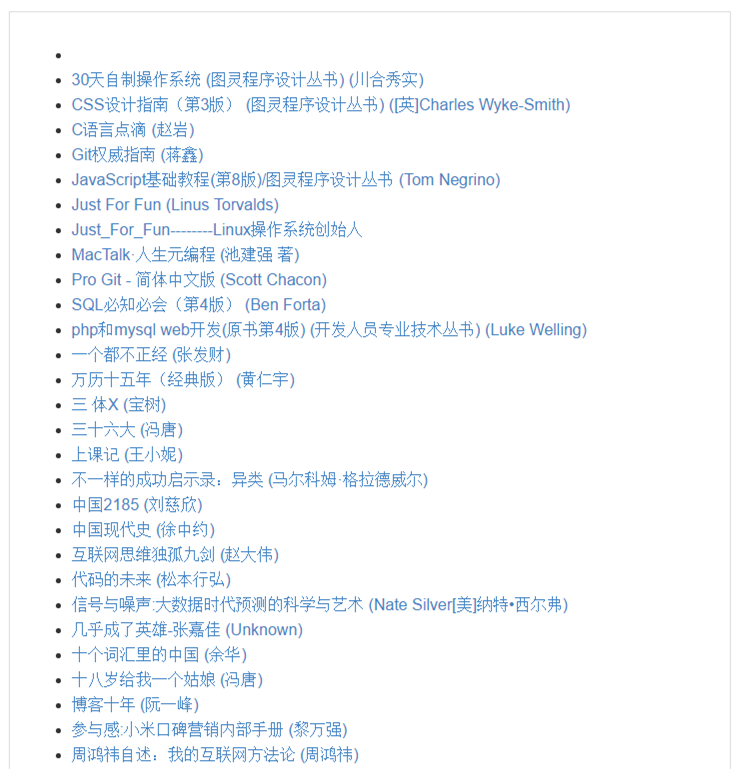 30天自制操作系统 (图灵程序设计丛书) (川合秀实)
CSS设计指南（第3版） (图灵程序设计丛书) ([英]Charles Wyke-Smith)
C语言点滴 (赵岩)
Git权威指南 (蒋鑫)
JavaScript基础教程(第8版)/图灵程序设计丛书 (Tom Negrino)
Just For Fun (Linus Torvalds)
Just_For_Fun--------Linux操作系统创始人
MacTalk·人生元编程 (池建强 著)
Pro Git - 简体中文版 (Scott Chacon)
SQL必知必会（第4版） (Ben Forta)
php和mysql web开发(原书第4版) (开发人员专业技术丛书) (Luke Welling)
一个都不正经 (张发财)
万历十五年（经典版） (黄仁宇)
三 体X (宝树)
三十六大 (冯唐)
上课记 (王小妮)
不一样的成功启示录：异类 (马尔科姆·格拉德威尔)
中国2185 (刘慈欣)
中国现代史 (徐中约)
互联网思维独孤九剑 (赵大伟)
代码的未来 (松本行弘)
信号与噪声:大数据时代预测的科学与艺术 (Nate Silver[美]纳特•西尔弗)
几乎成了英雄-张嘉佳 (Unknown)
十个词汇里的中国 (余华)
十八岁给我一个姑娘 (冯唐)
博客十年 (阮一峰)
参与感:小米口碑营销内部手册 (黎万强)
周鸿祎自述：我的互联网方法论 (周鸿祎)